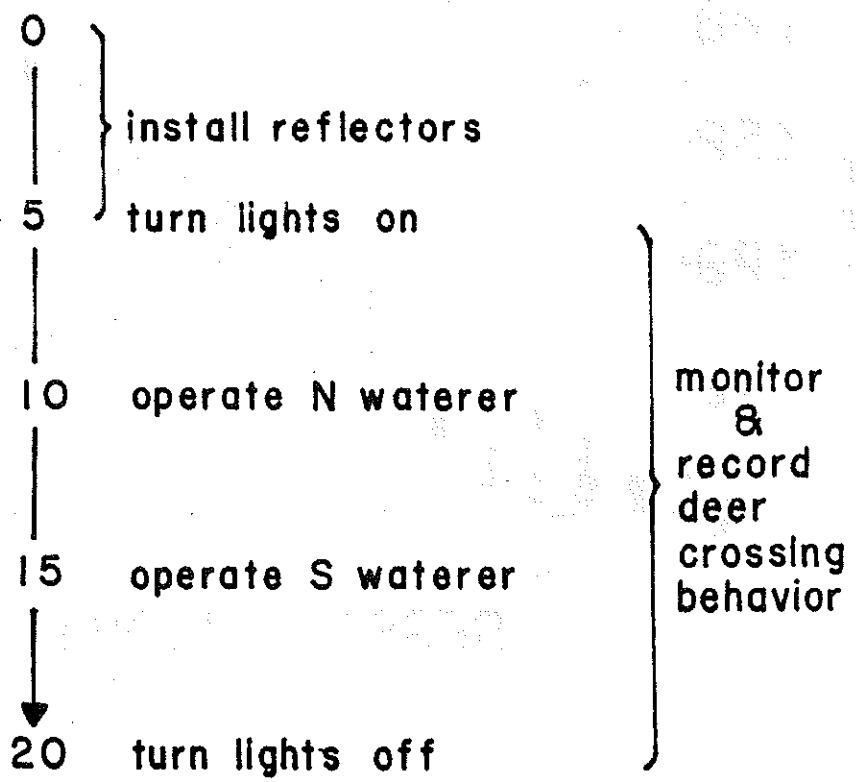 0
install reflectors
5 turn lights on
10 operate N waterer
15 operate S waterer
20 turn lights off
monitor
&
record
deer
crossing
behavior